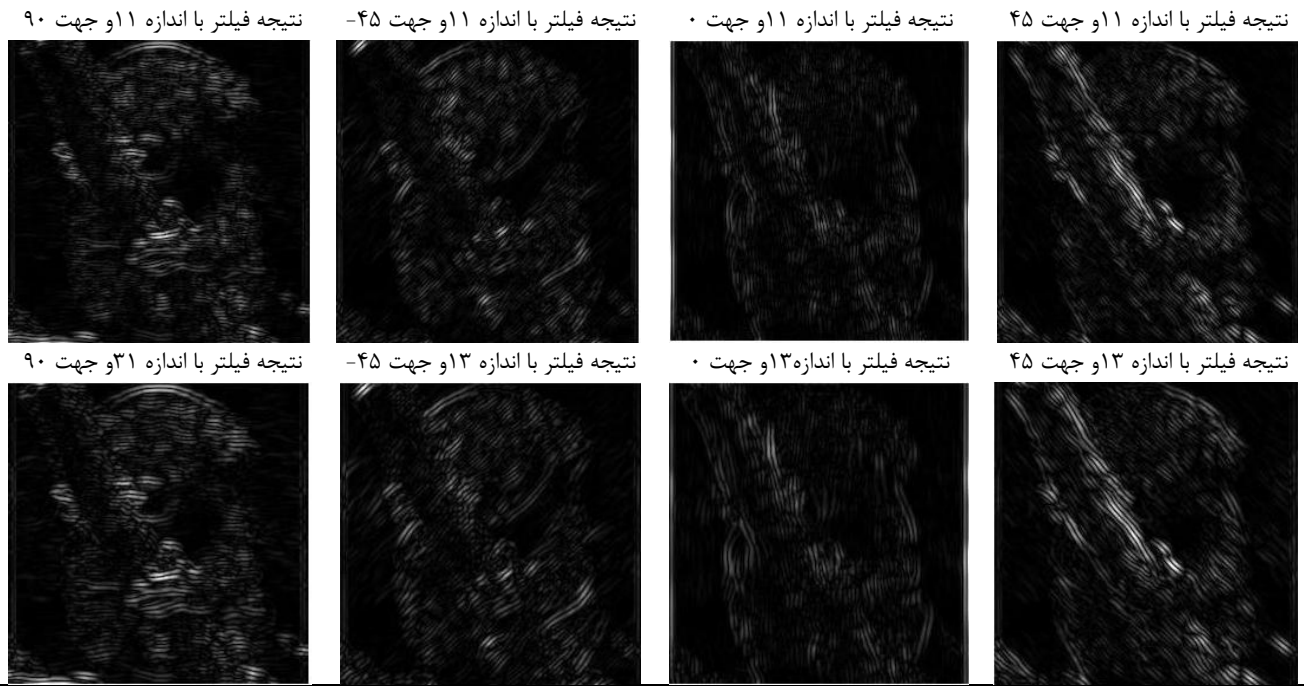 نتیجه فیلتر با اندازه ۱۱و جهت ۴۵
نتیجه فیلتر با اندازه ۱۱و جهت ۰
نتیجه فیلتر با اندازه ۱۱و جهت ۴۵-
نتیجه فیلتر با اندازه ۱۱و جهت ۹۰
نتیجه فیلتر با اندازه ۱۳و جهت ۴۵
نتیجه فیلتر با اندازه۱۳و جهت ۰
نتیجه فیلتر با اندازه ۱۳و جهت ۴۵-
نتیجه فیلتر با اندازه ۳۱و جهت ۹۰